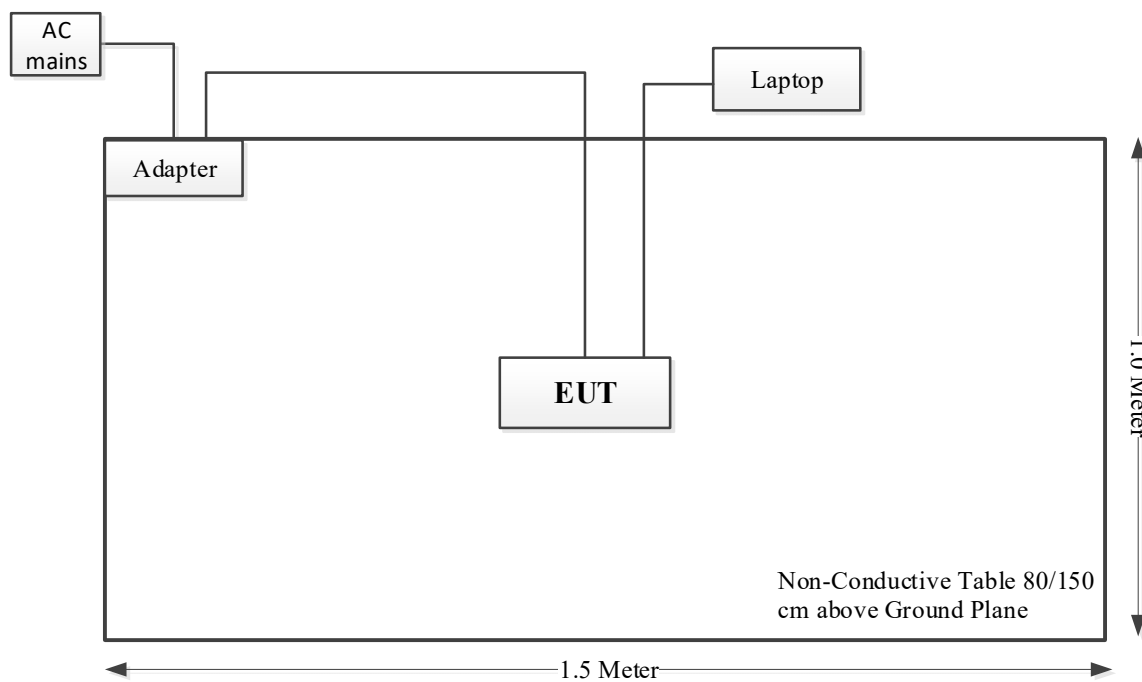 AC
mains
Laptop
Adapter
EUT
1.0 Meter
Non-Conductive Table 80/150
cm above Ground Plane
1.5 Meter